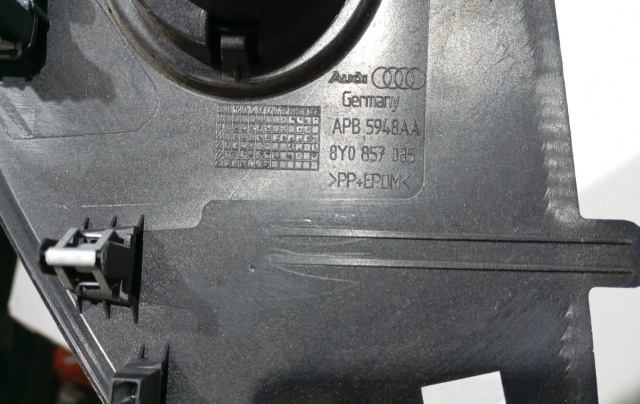 Audi
Germany
APB 5948AA
8Y0 857 085
>PP+EPDM<